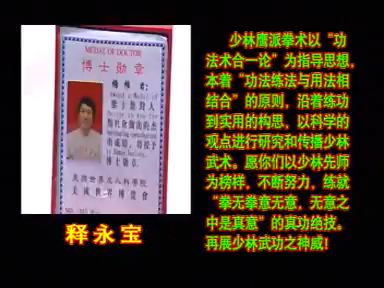 MEDAL OF DOCTOR
博士勋章
博士勋章
释永宝
少林鹰派拳术以“功
法术合一论”为指导思想，
本着“功法练法与用法相
结合”的原则，沿着练功
到实用的构思，以科学的
观点进行研究和传播少林
武术。愿你们以少林先师
为榜样，不断努力，练就
“拳无拳意无意，无意之
中是真意”的真功绝技。
再展少林武功之神威！